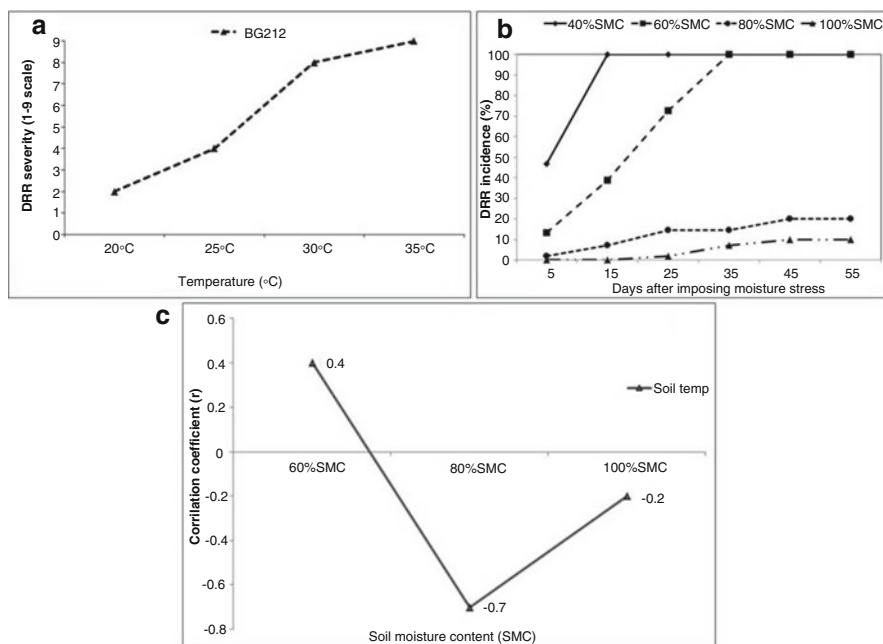 a
BG212
DRR severity (1-9 scale)
9
8
7
6
5
4
3
2
1
0
20°C 25°C 30°C 35°C
Temperature (°C)
b
40%SMC 60%SMC 80%SMC 100%SMC
DRR incidence (%)
100
90
80
70
60
50
40
30
20
10
0
5 15 25 35 45 55
Days after imposing moisture stress
c
Corrilation coefficient (r)
0.6
0.4
0.2
0
-0.2
-0.4
-0.6
-0.8
0.4
Soil temp
60%SMC 80%SMC 100%SMC
-0.2
-0.7
Soil moisture content (SMC)